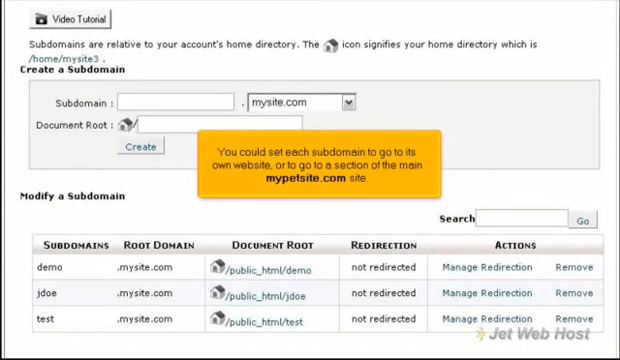 Video Tutorial
Subdomains are relative to your account's home directory. The icon signifies your home directory which is
/home/mysite3 .
Create a Subdomain
Subdomain : . mysite.com
Document Root : /
Create
You could set each subdomain to go to its
own website, or to go to a section of the main
mypetsite.com site.
Modify a Subdomain
Search
Go
SUBDOMAINS ROOT DOMAIN DOCUMENT ROOT REDIRECTION ACTIONS
demo .mysite.com /public_html/demo not redirected Manage Redirection Remove
jdoe .mysite.com /public_html/jdoe not redirected Manage Redirection Remove
test .mysite.com /public_html/test not redirected Manage Redirection Remove
Jet Web Host